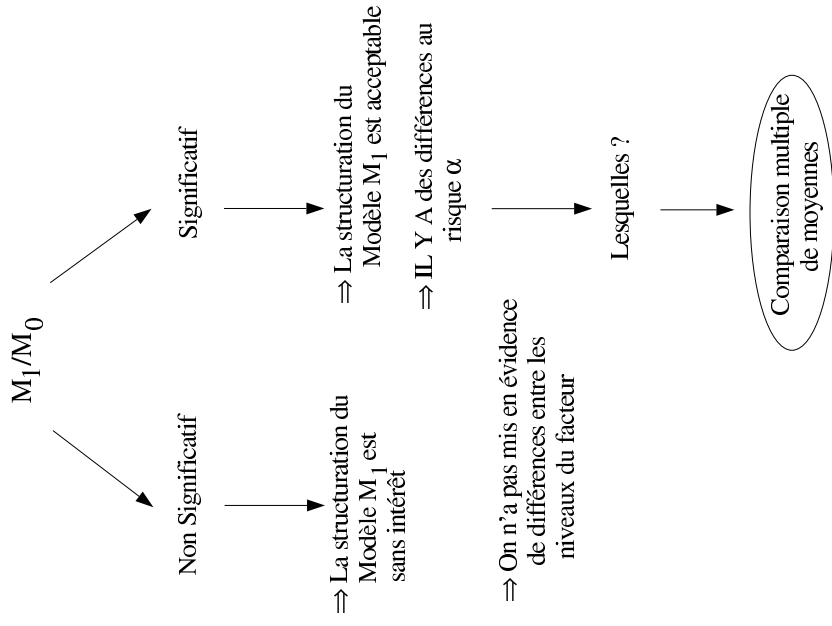 M1/M0
Non Significatif
⇒ La structuration du
Modèle M1 est
sans intérêt
⇒ On n'a pas mis en évidence
de différences entre les
niveaux du facteur
Significatif
⇒ La structuration du
Modèle M1 est acceptable
⇒ IL Y A des différences au
risque α
Lesquelles ?
Comparaison multiple
de moyennes